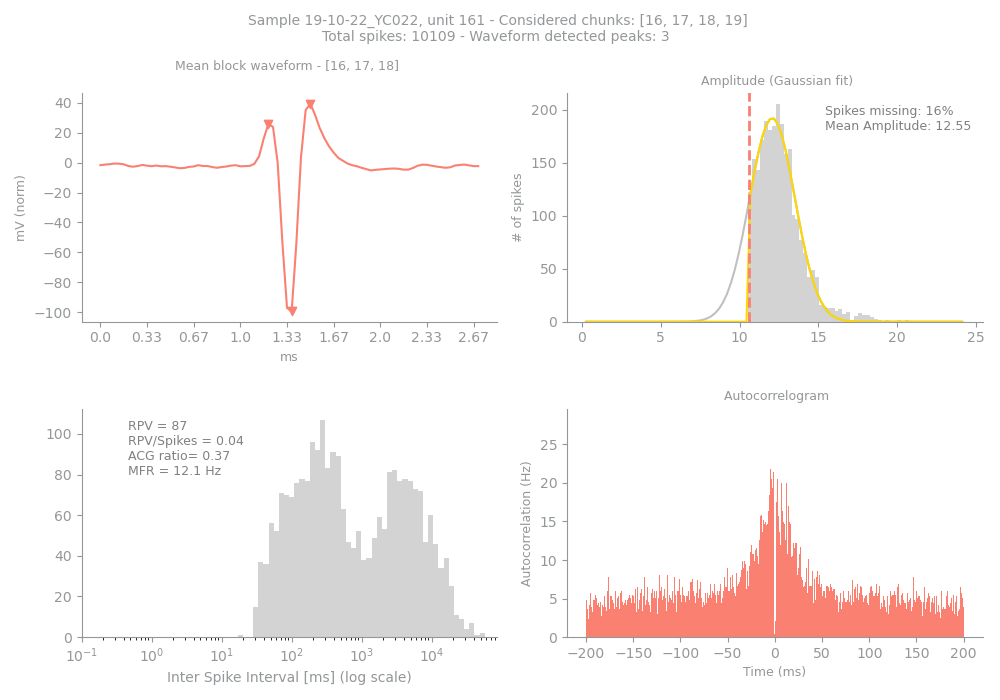 Sample 19-10-22_YC022, unit 161 - Considered chunks: [16, 17, 18, 19]
Total spikes: 10109 - Waveform detected peaks: 3
Mean block waveform - [16, 17, 18]
40
20
0
−20
−40
−60
−80
−100
mV (norm)
0.0 0.33 0.67 1.0 1.33 1.67 2.0 2.33 2.67
ms
Amplitude (Gaussian fit)
Spikes missing: 16%
Mean Amplitude: 12.55
200
150
100
50
0
# of spikes
0 5 10 15 20 25
RPV = 87
RPV/Spikes = 0.04
ACG ratio= 0.37
MFR = 12.1 Hz
100
80
60
40
20
0
10⁻¹ 10⁰ 10¹ 10² 10³ 10⁴
Inter Spike Interval [ms] (log scale)
Autocorrelogram
25
20
15
10
5
0
Autocorrelation (Hz)
−200 −150 −100 −50 0 50 100 150 200
Time (ms)